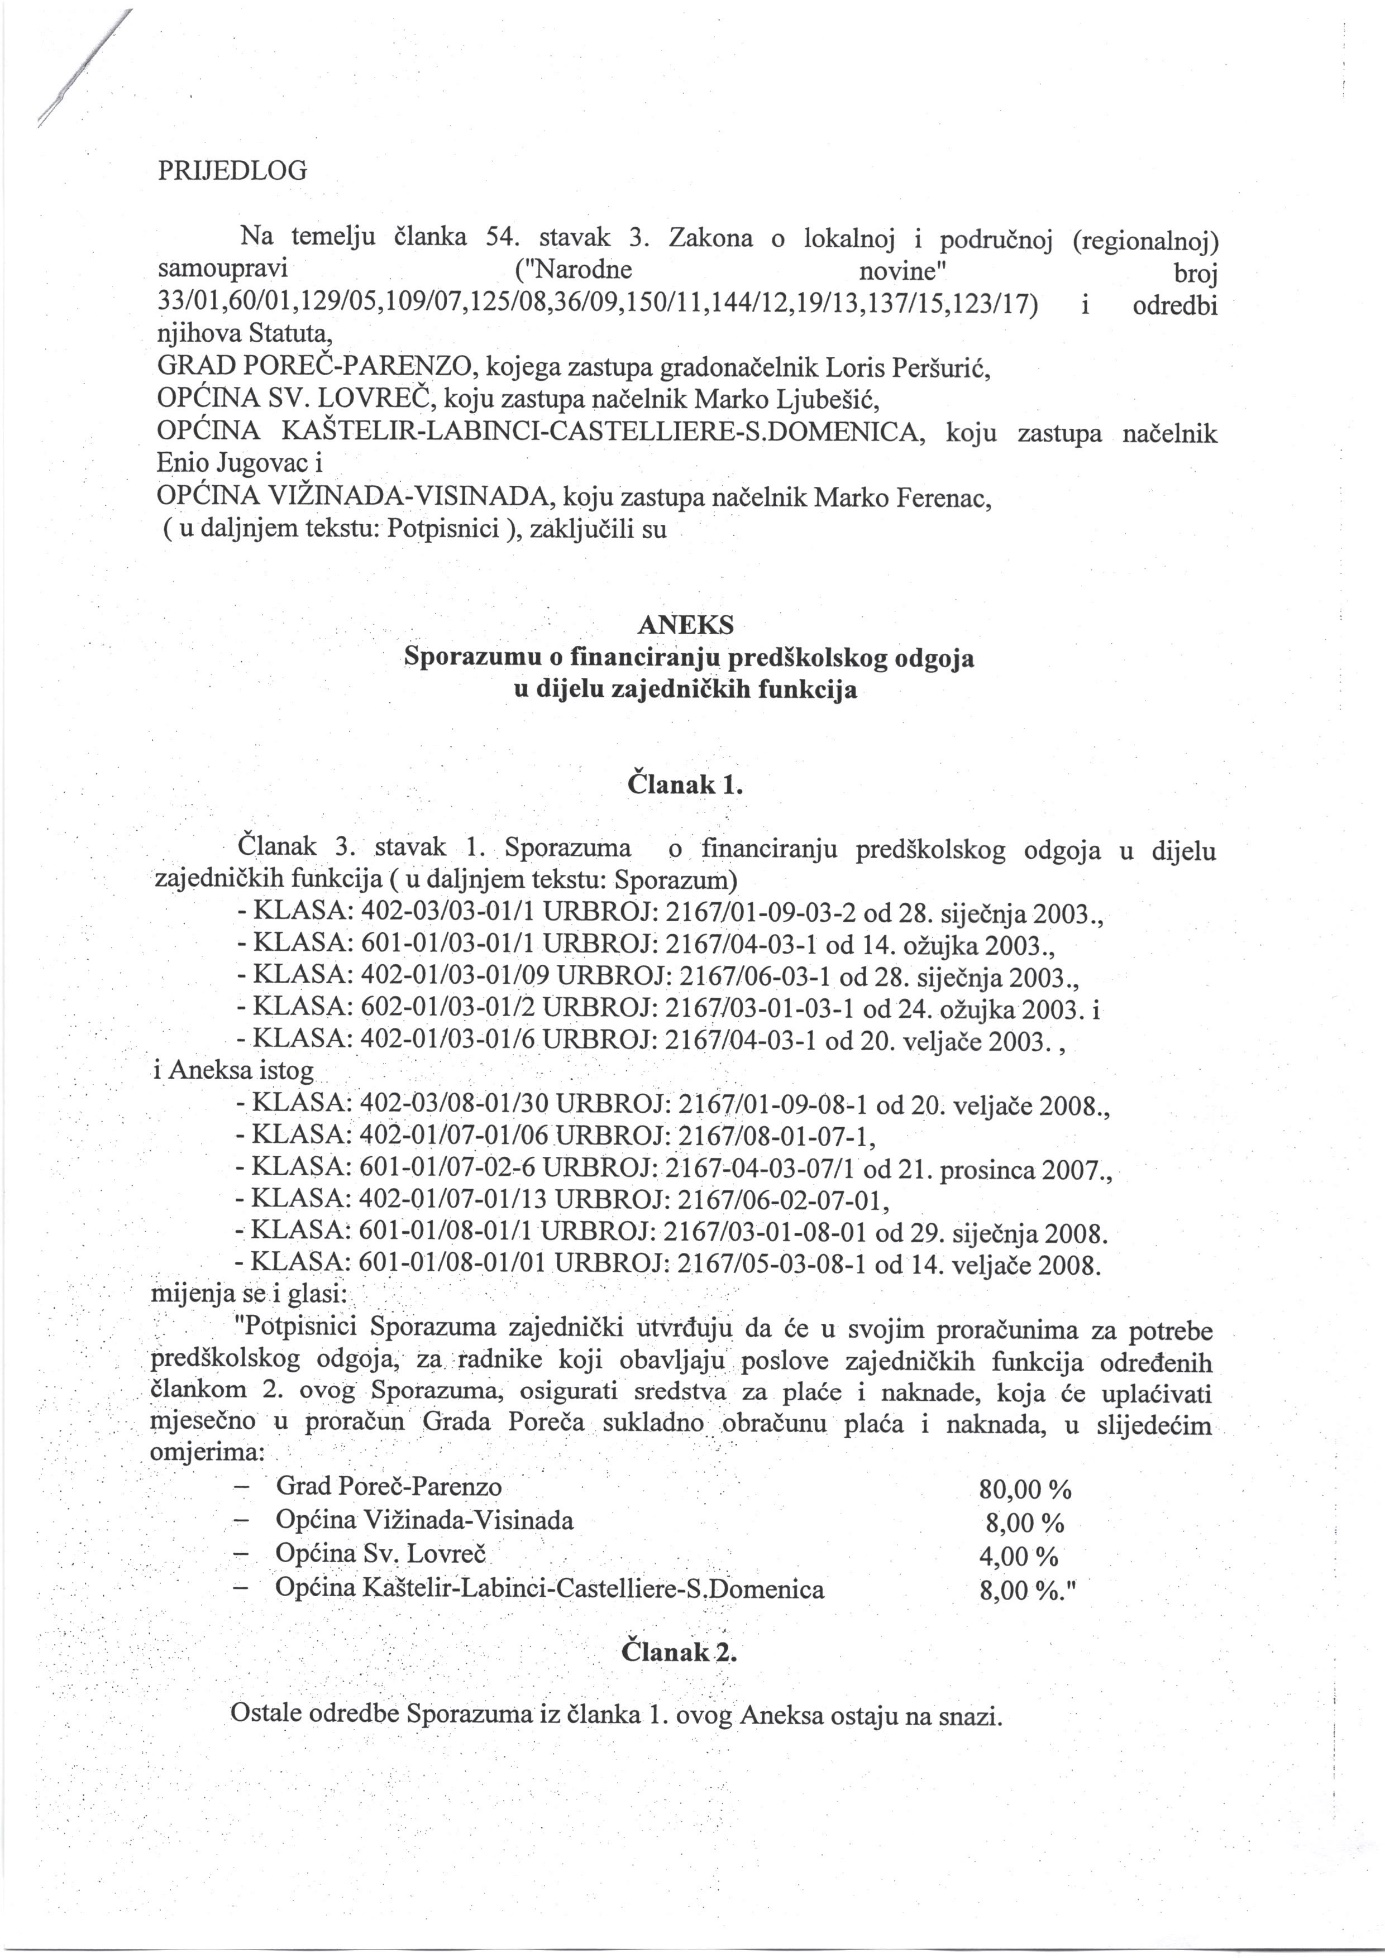 PRIJEDLOG
Na temelju članka 54. stavak 3. Zakona o lokalnoj i područnoj (regionalnoj)
samoupravi ("Narodne novine" broj
33/01,60/01,129/05,109/07,125/08,36/09,150/11,144/12,19/13,137/15,123/17) i odredbi
njihova Statuta,
GRAD POREČ-PARENZO, kojega zastupa gradonačelnik Loris Peršurić,
OPĆINA SV. LOVREČ, koju zastupa načelnik Marko Ljubešić,
OPĆINA KAŠTELIR-LABINCI-CASTELLIERE-S.DOMENICA, koju zastupa načelnik
Enio Jugovac i
OPĆINA VIŽINADA-VISINADA, koju zastupa načelnik Marko Ferenac,
( u daljnjem tekstu: Potpisnici ), zaključili su
ANEKS
Sporazumu o financiranju predškolskog odgoja
u dijelu zajedničkih funkcija
Članak 1.
Članak 3. stavak 1. Sporazuma o financiranju predškolskog odgoja u dijelu
zajedničkih funkcija ( u daljnjem tekstu: Sporazum)
- KLASA: 402-03/03-01/1 URBROJ: 2167/01-09-03-2 od 28. siječnja 2003.,
- KLASA: 601-01/03-01/1 URBROJ: 2167/04-03-1 od 14. ožujka 2003.,
- KLASA: 402-01/03-01/09 URBROJ: 2167/06-03-1 od 28. siječnja 2003.,
- KLASA: 602-01/03-01/2 URBROJ: 2167/03-01-03-1 od 24. ožujka 2003. i
- KLASA: 402-01/03-01/6 URBROJ: 2167/04-03-1 od 20. veljače 2003. ,
i Aneksa istog
- KLASA: 402-03/08-01/30 URBROJ: 2167/01-09-08-1 od 20. veljače 2008.,
- KLASA: 402-01/07-01/06 URBROJ: 2167/08-01-07-1,
- KLASA: 601-01/07-02-6 URBROJ: 2167-04-03-07/1 od 21. prosinca 2007.,
- KLASA: 402-01/07-01/13 URBROJ: 2167/06-02-07-01,
- KLASA: 601-01/08-01/1 URBROJ: 2167/03-01-08-01 od 29. siječnja 2008.
- KLASA: 601-01/08-01/01 URBROJ: 2167/05-03-08-1 od 14. veljače 2008.
mijenja se i glasi:
"Potpisnici Sporazuma zajednički utvrđuju da će u svojim proračunima za potrebe
predškolskog odgoja, za radnike koji obavljaju poslove zajedničkih funkcija određenih
člankom 2. ovog Sporazuma, osigurati sredstva za plaće i naknade, koja će uplaćivati
mjesečno u proračun Grada Poreča sukladno obračunu plaća i naknada, u slijedećim
omjerima:
– Grad Poreč-Parenzo 80,00 %
– Općina Vižinada-Visinada 8,00 %
– Općina Sv. Lovreč 4,00 %
– Općina Kaštelir-Labinci-Castelliere-S.Domenica 8,00 %."
Članak 2.
Ostale odredbe Sporazuma iz članka 1. ovog Aneksa ostaju na snazi.